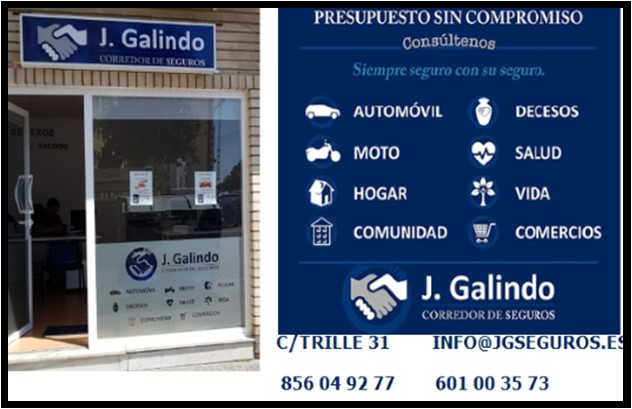 J. Galindo
CORREDOR DE SEGUROS
SEGUROS
J. Galindo
CORREDOR DE SEGUROS
AUTOMÓVIL MOTO HOGAR
DECESOS SALUD VIDA
COMUNIDAD COMERCIOS
PRESUPUESTO SIN COMPROMISO
Consúltenos
Siempre seguro con su seguro.
AUTOMÓVIL DECESOS
MOTO SALUD
HOGAR VIDA
COMUNIDAD COMERCIOS
J. Galindo
CORREDOR DE SEGUROS
C/TRILLE 31 INFO@JGSEGUROS.ES
856 04 92 77 601 00 35 73